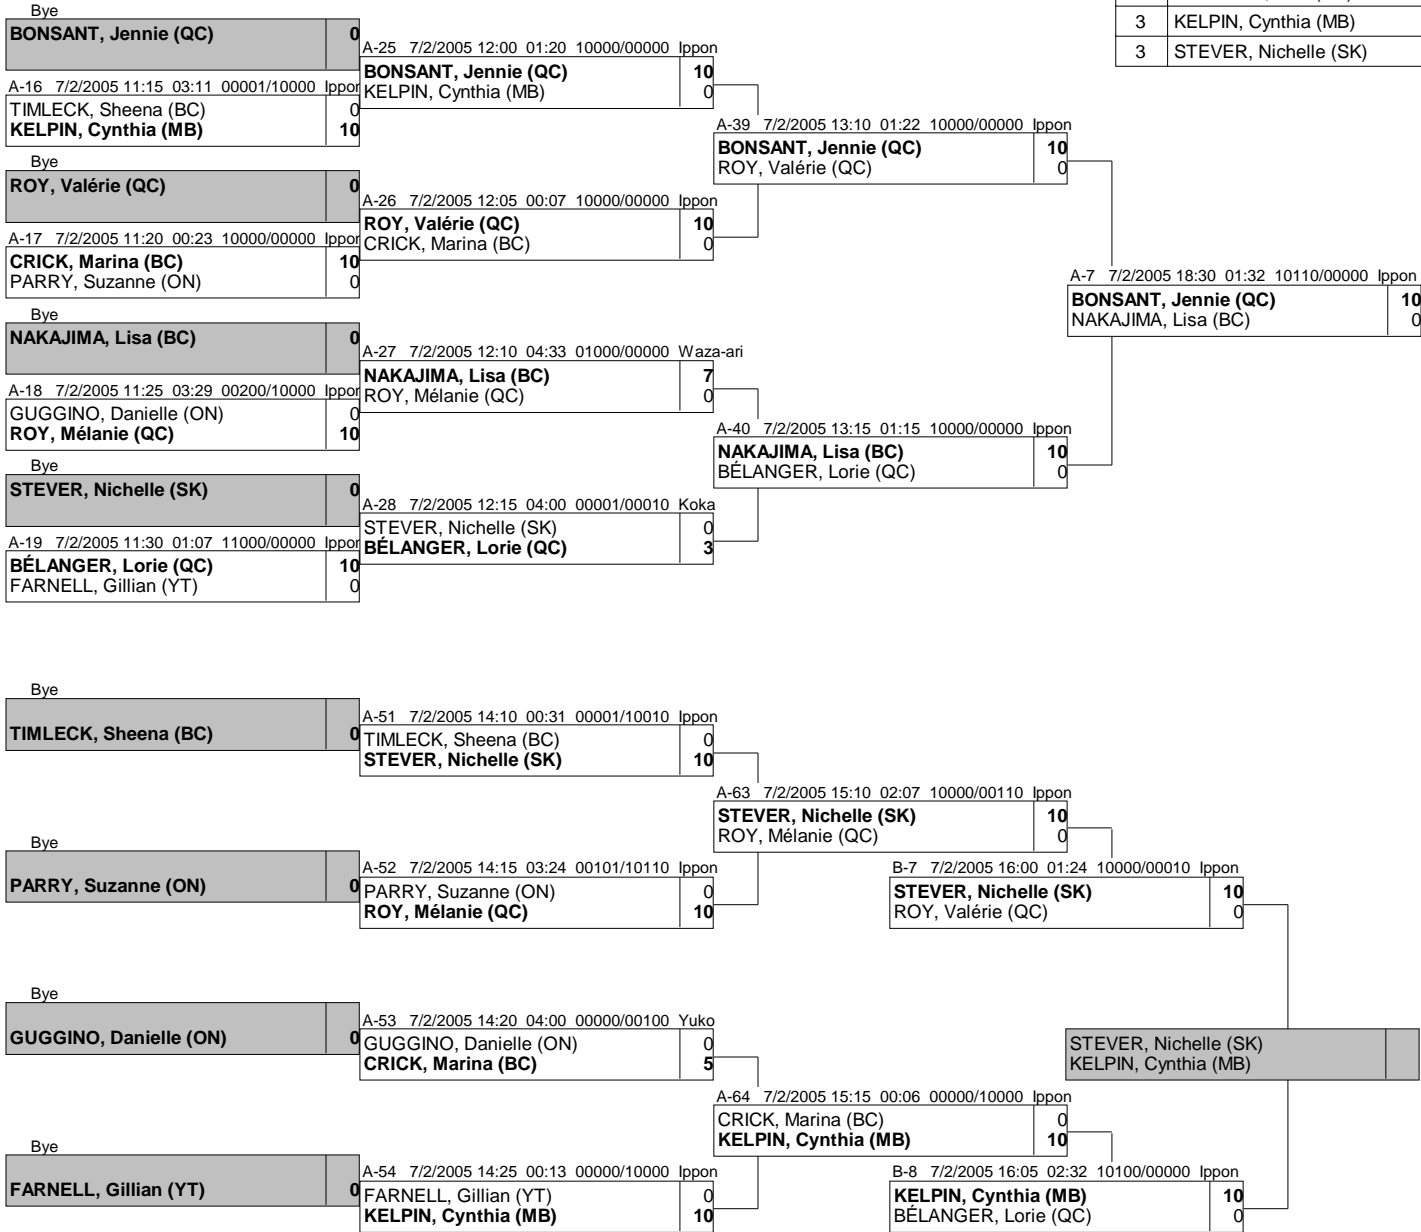 3 KELPIN, Cynthia (MB)
3 STEVER, Nichelle (SK)
Bye
BONSANT, Jennie (QC) 0
A-16 7/2/2005 11:15 03:11 00001/10000 Ippon
TIMLECK, Sheena (BC) 0
KELPIN, Cynthia (MB) 10
Bye
ROY, Valérie (QC) 0
A-17 7/2/2005 11:20 00:23 10000/00000 Ippon
CRICK, Marina (BC) 10
PARRY, Suzanne (ON) 0
Bye
NAKAJIMA, Lisa (BC) 0
A-18 7/2/2005 11:25 03:29 00200/10000 Ippon
GUGGINO, Danielle (ON) 0
ROY, Mélanie (QC) 10
Bye
STEVER, Nichelle (SK) 0
A-19 7/2/2005 11:30 01:07 11000/00000 Ippon
BÉLANGER, Lorie (QC) 10
FARNELL, Gillian (YT) 0
A-25 7/2/2005 12:00 01:20 10000/00000 Ippon
BONSANT, Jennie (QC) 10
KELPIN, Cynthia (MB) 0
A-26 7/2/2005 12:05 00:07 10000/00000 Ippon
ROY, Valérie (QC) 10
CRICK, Marina (BC) 0
A-27 7/2/2005 12:10 04:33 01000/00000 Waza-ari
NAKAJIMA, Lisa (BC) 7
ROY, Mélanie (QC) 0
A-28 7/2/2005 12:15 04:00 00001/00010 Koka
STEVER, Nichelle (SK) 0
BÉLANGER, Lorie (QC) 3
A-39 7/2/2005 13:10 01:22 10000/00000 Ippon
BONSANT, Jennie (QC) 10
ROY, Valérie (QC) 0
A-40 7/2/2005 13:15 01:15 10000/00000 Ippon
NAKAJIMA, Lisa (BC) 10
BÉLANGER, Lorie (QC) 0
A-7 7/2/2005 18:30 01:32 10110/00000 Ippon
BONSANT, Jennie (QC) 10
NAKAJIMA, Lisa (BC) 0
Bye
TIMLECK, Sheena (BC) 0
Bye
PARRY, Suzanne (ON) 0
Bye
GUGGINO, Danielle (ON) 0
Bye
FARNELL, Gillian (YT) 0
A-51 7/2/2005 14:10 00:31 00001/10010 Ippon
TIMLECK, Sheena (BC) 0
STEVER, Nichelle (SK) 10
A-52 7/2/2005 14:15 03:24 00101/10110 Ippon
PARRY, Suzanne (ON) 0
ROY, Mélanie (QC) 10
A-53 7/2/2005 14:20 04:00 00000/00100 Yuko
GUGGINO, Danielle (ON) 0
CRICK, Marina (BC) 5
A-54 7/2/2005 14:25 00:13 00000/10000 Ippon
FARNELL, Gillian (YT) 0
KELPIN, Cynthia (MB) 10
A-63 7/2/2005 15:10 02:07 10000/00110 Ippon
STEVER, Nichelle (SK) 10
ROY, Mélanie (QC) 0
A-64 7/2/2005 15:15 00:06 00000/10000 Ippon
CRICK, Marina (BC) 0
KELPIN, Cynthia (MB) 10
B-7 7/2/2005 16:00 01:24 10000/00010 Ippon
STEVER, Nichelle (SK) 10
ROY, Valérie (QC) 0
B-8 7/2/2005 16:05 02:32 10100/00000 Ippon
KELPIN, Cynthia (MB) 10
BÉLANGER, Lorie (QC) 0
STEVER, Nichelle (SK)
KELPIN, Cynthia (MB)